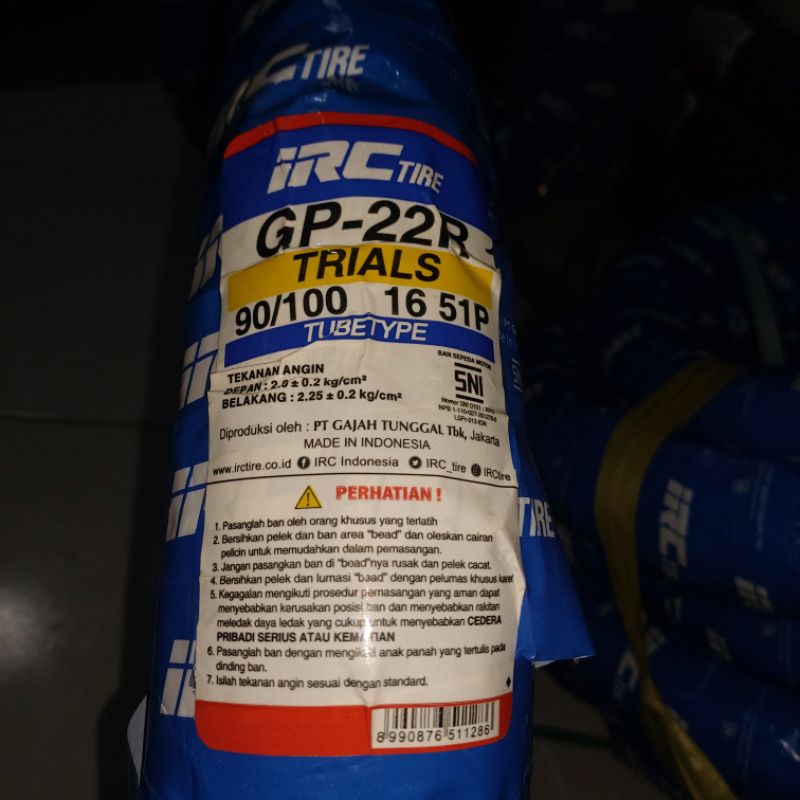 iRC TIRE
iRC TIRE
GP-22R
TRIALS
90/100 16 51P
TUBETYPE
TEKANAN ANGIN
DEPAN : 2.0 ± 0.2 kg/cm²
BELAKANG : 2.25 ± 0.2 kg/cm²
BAN SEPEDA MOTOR
SNI
Diproduksi oleh : PT GAJAH TUNGGAL Tbk, Jakarta
MADE IN INDONESIA
www.irctire.co.id IRC Indonesia IRC_tire IRCtire
PERHATIAN !
1. Pasanglah ban oleh orang khusus yang terlatih
2. Bersihkan pelek dan ban area "bead" dan oleskan cairan
pelicin untuk memudahkan dalam pemasangan.
3. Jangan pasangkan ban di "bead"nya rusak dan pelek cacat.
4. Bersihkan pelek dan lumasi "baad" dengan pelumas khusus karet
5. Kegagalan mengikuti prosedur pemasangan yang aman dapat
menyebabkan kerusakan posisi ban dan menyebabkan rakitan
meledak daya ledak yang cukup untuk menyebabkan CEDERA
PRIBADI SERIUS ATAU KEMATIAN
6. Pasanglah ban dengan mengikuti anak panah yang tertulis pada
dinding ban.
7. Isilah tekanan angin sesuai dengan standard.
8 990876 511286
TIRE
iRC